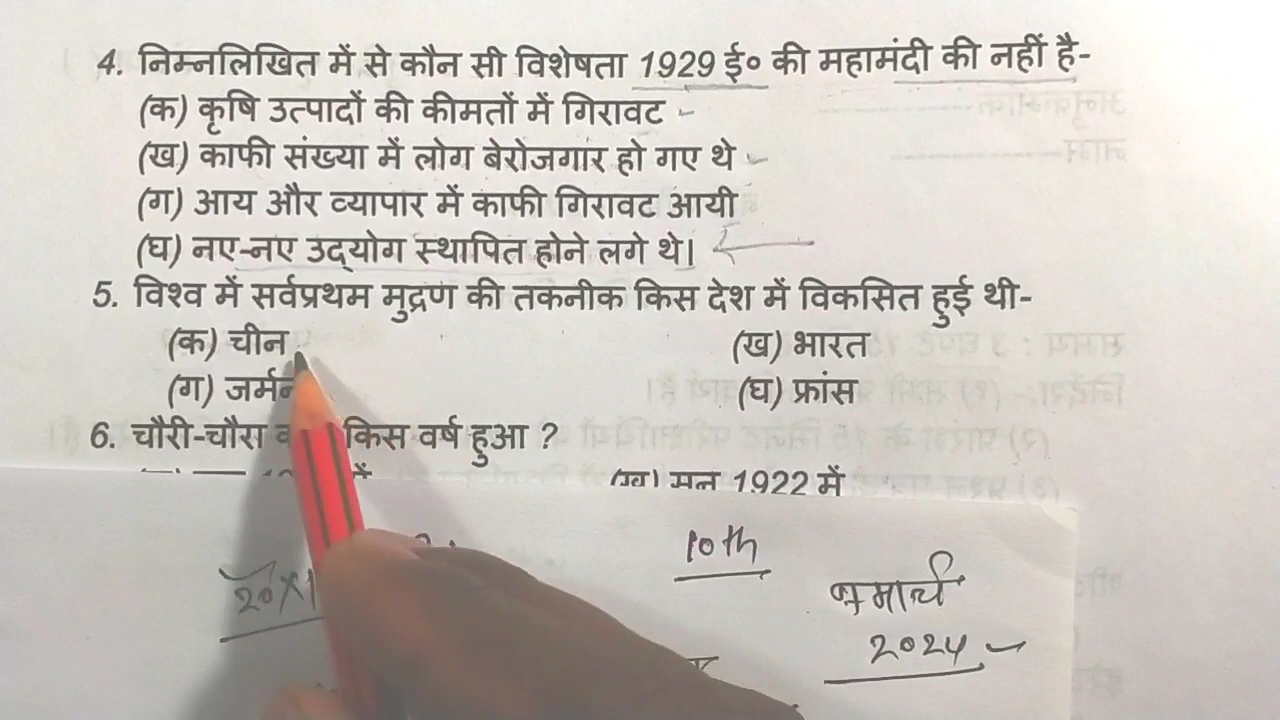 4. निम्नलिखित में से कौन सी विशेषता 1929 ई० की महामंदी की नहीं है-
(क) कृषि उत्पादों की कीमतों में गिरावट
(ख) काफी संख्या में लोग बेरोजगार हो गए थे
(ग) आय और व्यापार में काफी गिरावट आयी
(घ) नए-नए उद्योग स्थापित होने लगे थे।
5. विश्व में सर्वप्रथम मुद्रण की तकनीक किस देश में विकसित हुई थी-
(क) चीन (ख) भारत
(ग) (घ) फ्रांस
6. चौरी-चौरा किस वर्ष हुआ ?
(ख) सन् 1922 में
10th
मार्च
2024